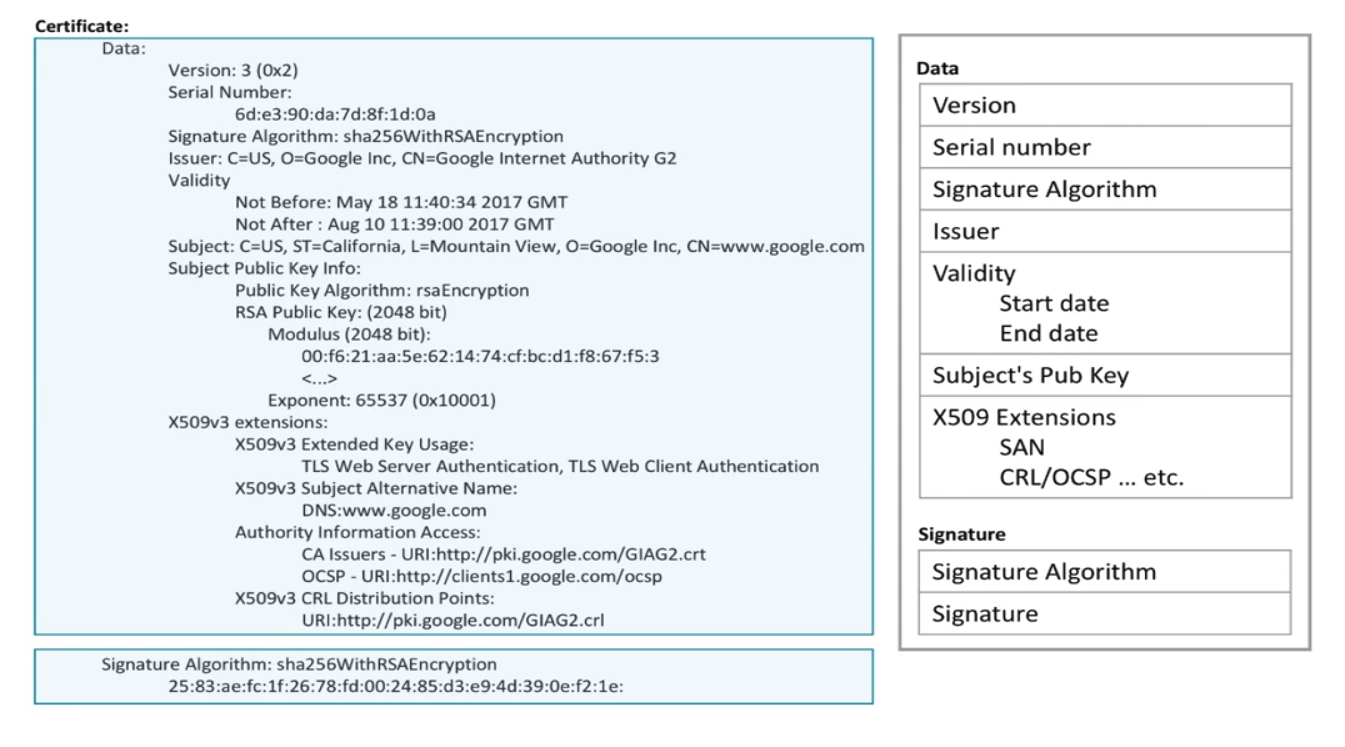 Certificate:
Data:
Version: 3 (0x2)
Serial Number:
6d:e3:90:da:7d:8f:1d:0a
Signature Algorithm: sha256WithRSAEncryption
Issuer: C=US, O=Google Inc, CN=Google Internet Authority G2
Validity
Not Before: May 18 11:40:34 2017 GMT
Not After : Aug 10 11:39:00 2017 GMT
Subject: C=US, ST=California, L=Mountain View, O=Google Inc, CN=www.google.com
Subject Public Key Info:
Public Key Algorithm: rsaEncryption
RSA Public Key: (2048 bit)
Modulus (2048 bit):
00:f6:21:aa:5e:62:14:74:cf:bc:d1:f8:67:f5:3
<...>
Exponent: 65537 (0x10001)
X509v3 extensions:
X509v3 Extended Key Usage:
TLS Web Server Authentication, TLS Web Client Authentication
X509v3 Subject Alternative Name:
DNS:www.google.com
Authority Information Access:
CA Issuers - URI:http://pki.google.com/GIAG2.crt
OCSP - URI:http://clients1.google.com/ocsp
X509v3 CRL Distribution Points:
URI:http://pki.google.com/GIAG2.crl
Signature Algorithm: sha256WithRSAEncryption
25:83:ae:fc:1f:26:78:fd:00:24:85:d3:e9:4d:39:0e:f2:1e:
Data
Version
Serial number
Signature Algorithm
Issuer
Validity
Start date
End date
Subject's Pub Key
X509 Extensions
SAN
CRL/OCSP ... etc.
Signature
Signature Algorithm
Signature